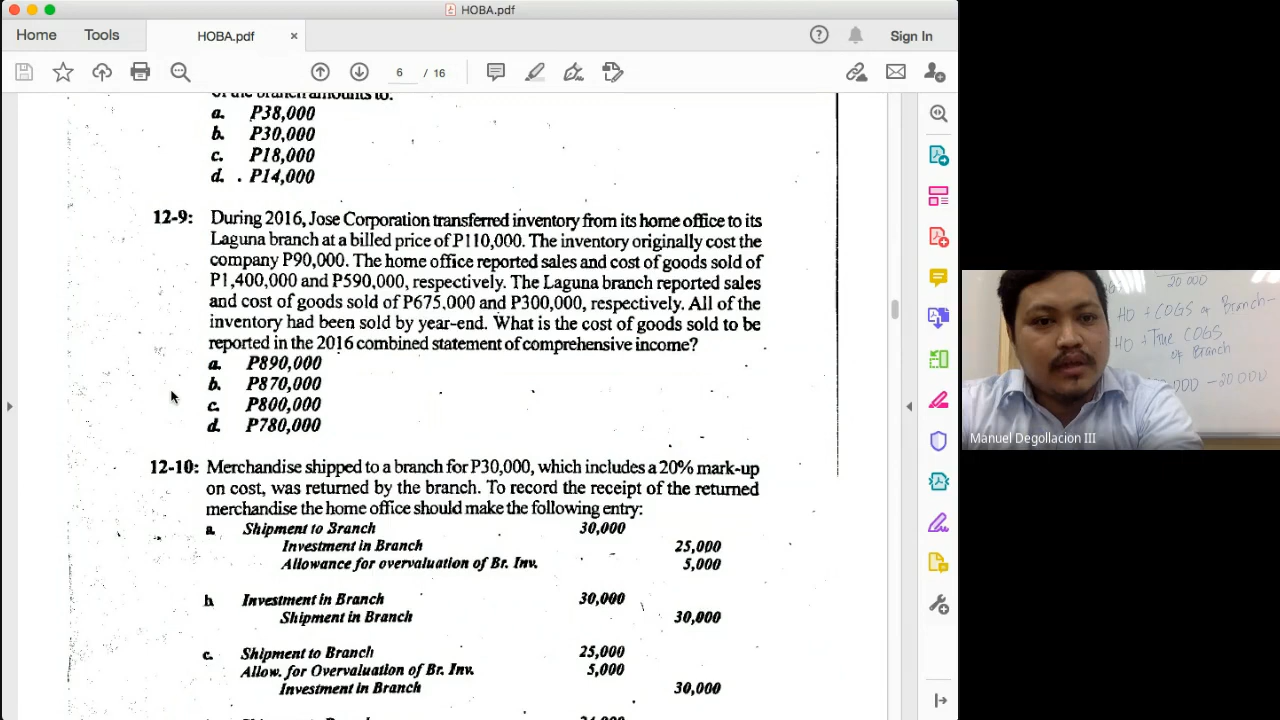 HOBA.pdf
Home
Tools
HOBA.pdf
×
Sign In
6 / 16
of the branch amounts to:
a. P38,000
b. P30,000
c. P18,000
d. . P14,000
12-9: During 2016, Jose Corporation transferred inventory from its home office to its
Laguna branch at a billed price of P110,000. The inventory originally cost the
company P90,000. The home office reported sales and cost of goods sold of
P1,400,000 and P590,000, respectively. The Laguna branch reported sales
and cost of goods sold of P675,000 and P300,000, respectively. All of the
inventory had been sold by year-end. What is the cost of goods sold to be
reported in the 2016 combined statement of comprehensive income?
a. P890,000
b. P870,000
c. P800,000
d. P780,000
12-10: Merchandise shipped to a branch for P30,000, which includes a 20% mark-up
on cost, was returned by the branch. To record the receipt of the returned
merchandise the home office should make the following entry:
a. Shipment to Branch 30,000
Investment in Branch 25,000
Allowance for overvaluation of Br. Inv. 5,000
b Investment in Branch 30,000
Shipment in Branch 30,000
c. Shipment to Branch 25,000
Allow. for Overvaluation of Br. Inv. 5,000
Investment in Branch 30,000
20 000
HO + COGS of Branch -
HO + True COGS
of Branch
000 - 20 000
Manuel Degollacion III